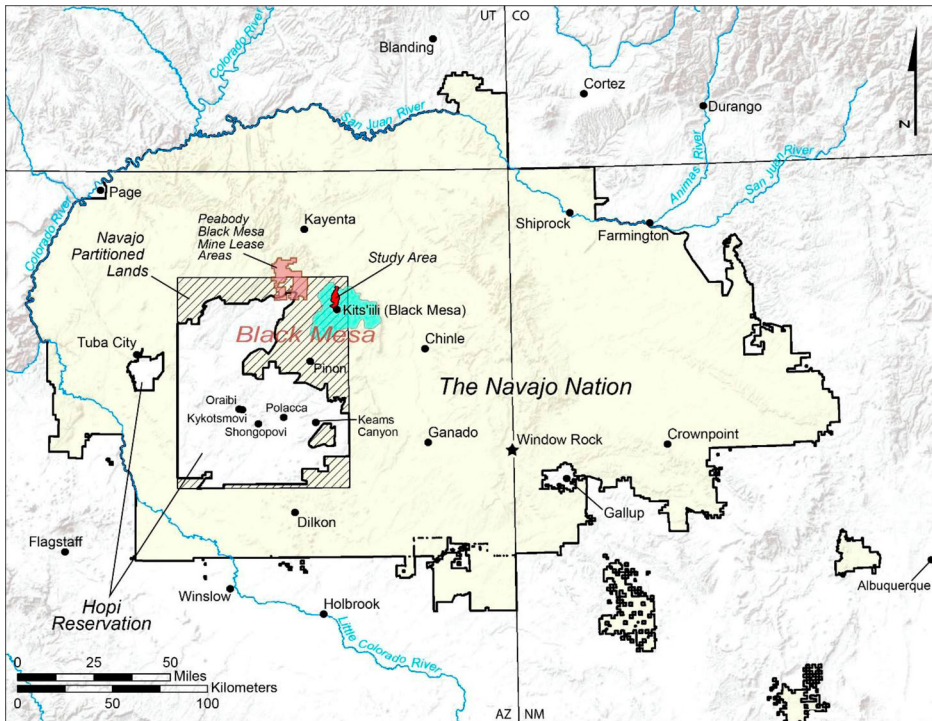 UT CO
Colorado River
Colorado River
Blanding
Cortez
Durango
San Juan River
Animas River
San Juan River
N
Page
Kayenta
Peabody
Black Mesa
Mine Lease
Areas
Navajo
Partitioned
Lands
Colorado River
Shiprock
Farmington
Study Area
Kits'iili (Black Mesa)
Black Mesa
Tuba City
Chinle
Pinon
The Navajo Nation
Oraibi
Kykotsmovi
Polacca
Shongopovi
Keams
Canyon
Ganado
Window Rock
Crownpoint
Gallup
Dilkon
Flagstaff
Winslow
Holbrook
Albuquerque
Hopi
Reservation
Little Colorado River
0 25 50
Miles
Kilometers
0 50 100
AZ NM